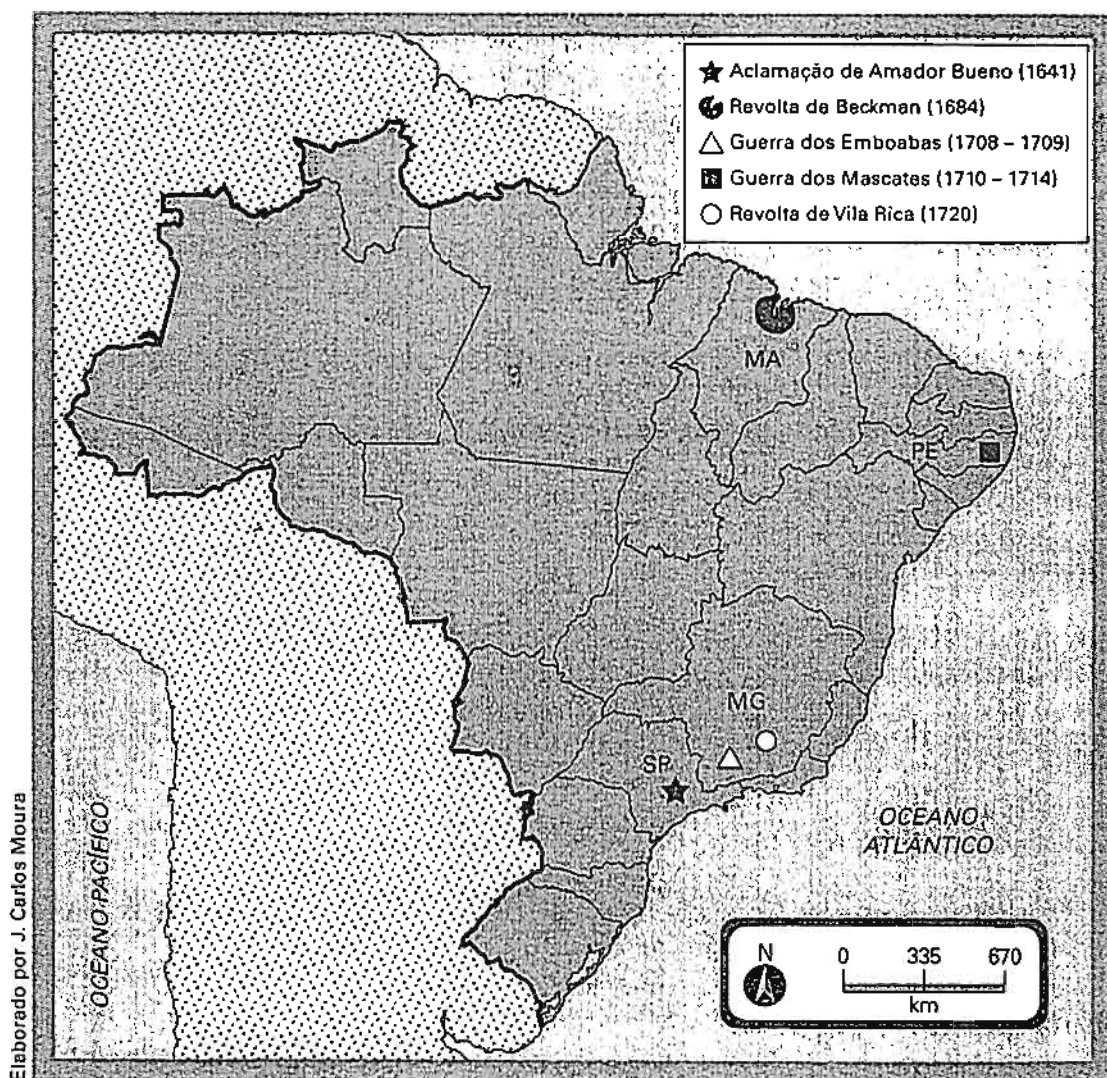 Aclamação de Amador Bueno (1641)
Revolta de Beckman (1684)
Guerra dos Emboabas (1708 – 1709)
Guerra dos Mascates (1710 – 1714)
Revolta de Vila Rica (1720)
MA
PE
MG
SP
OCEANO
ATLÂNTICO
OCEANO PACÍFICO
N
0 335 670
km
Elaborado por J. Carlos Moura